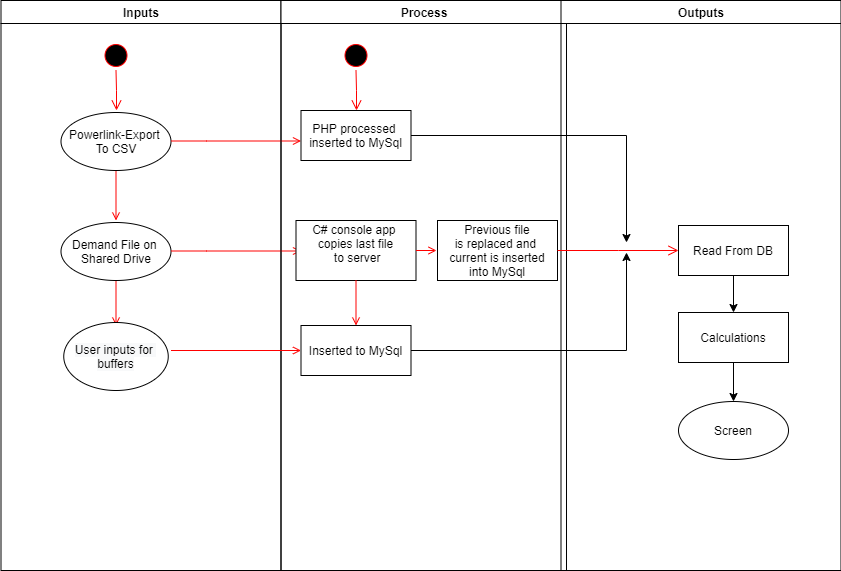 Inputs
Process
Outputs
Powerlink-Export
To CSV
PHP processed
inserted to MySql
Demand File on
Shared Drive
C# console app
copies last file
to server
Previous file
is replaced and
current is inserted
into MySql
Read From DB
User inputs for
buffers
Inserted to MySql
Calculations
Screen